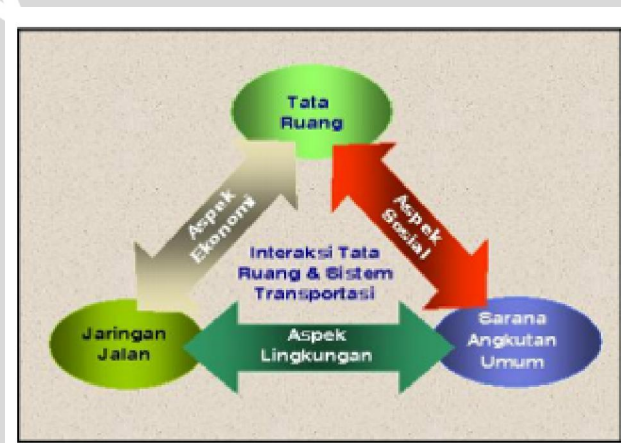 Tata
Ruang
Aspek
Ekonomi
Aspek
Sosial
Interaksi Tata
Ruang & Sistem
Transportasi
Jaringan
Jalan
Aspek
Lingkungan
Sarana
Angkutan
Umum